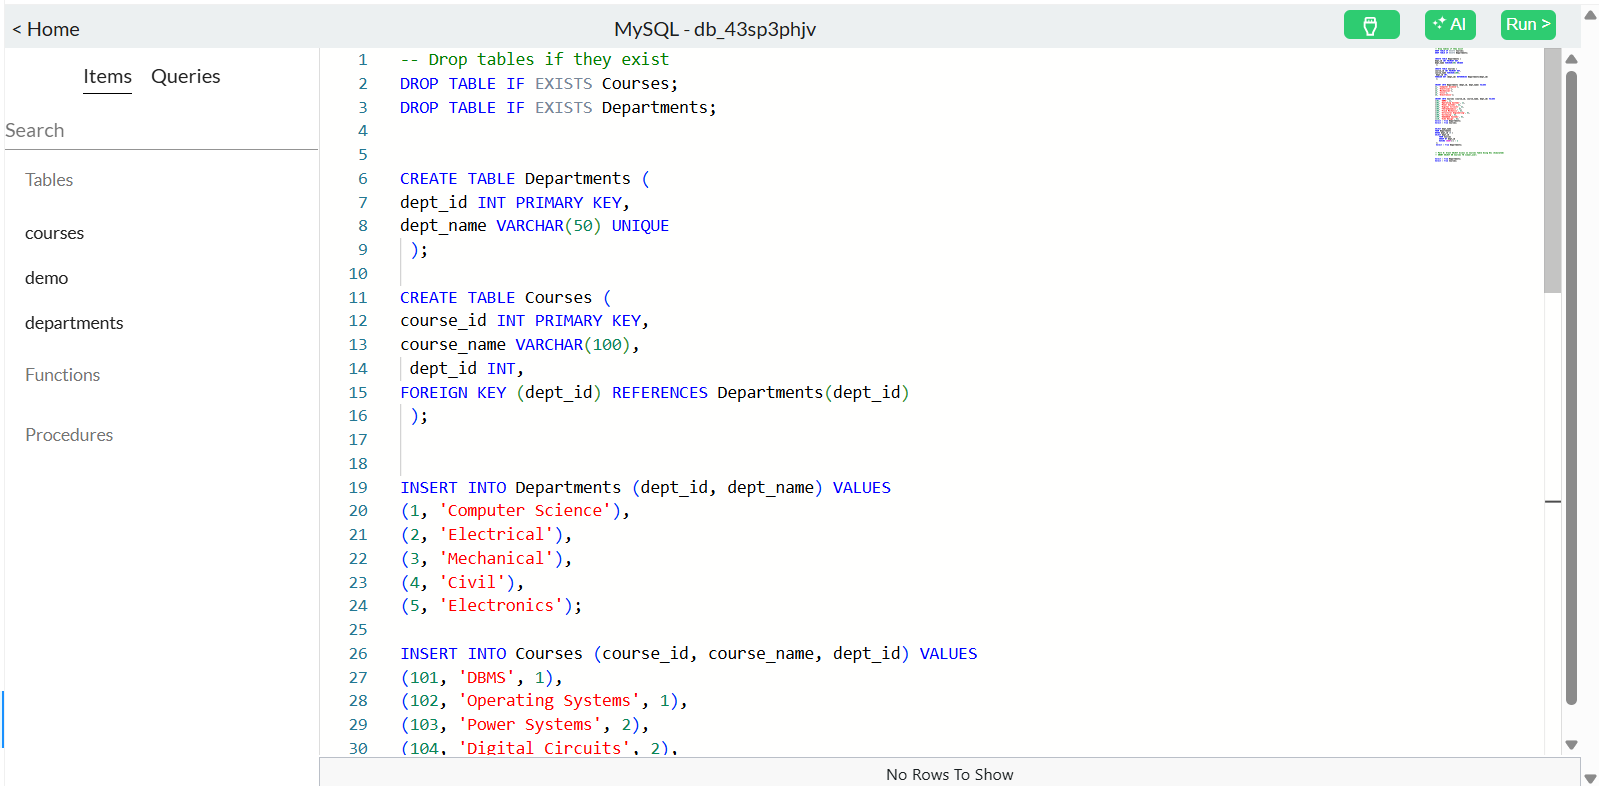 < Home
MySQL - db_43sp3phjv
AI
Run >
Items Queries
Search
Tables
courses
demo
departments
Functions
Procedures
1 -- Drop tables if they exist
2 DROP TABLE IF EXISTS Courses;
3 DROP TABLE IF EXISTS Departments;
4
5
6 CREATE TABLE Departments (
7 dept_id INT PRIMARY KEY,
8 dept_name VARCHAR(50) UNIQUE
9 );
10
11 CREATE TABLE Courses (
12 course_id INT PRIMARY KEY,
13 course_name VARCHAR(100),
14 dept_id INT,
15 FOREIGN KEY (dept_id) REFERENCES Departments(dept_id)
16 );
17
18
19 INSERT INTO Departments (dept_id, dept_name) VALUES
20 (1, 'Computer Science'),
21 (2, 'Electrical'),
22 (3, 'Mechanical'),
23 (4, 'Civil'),
24 (5, 'Electronics');
25
26 INSERT INTO Courses (course_id, course_name, dept_id) VALUES
27 (101, 'DBMS', 1),
28 (102, 'Operating Systems', 1),
29 (103, 'Power Systems', 2),
30 (104, 'Digital Circuits', 2),
No Rows To Show